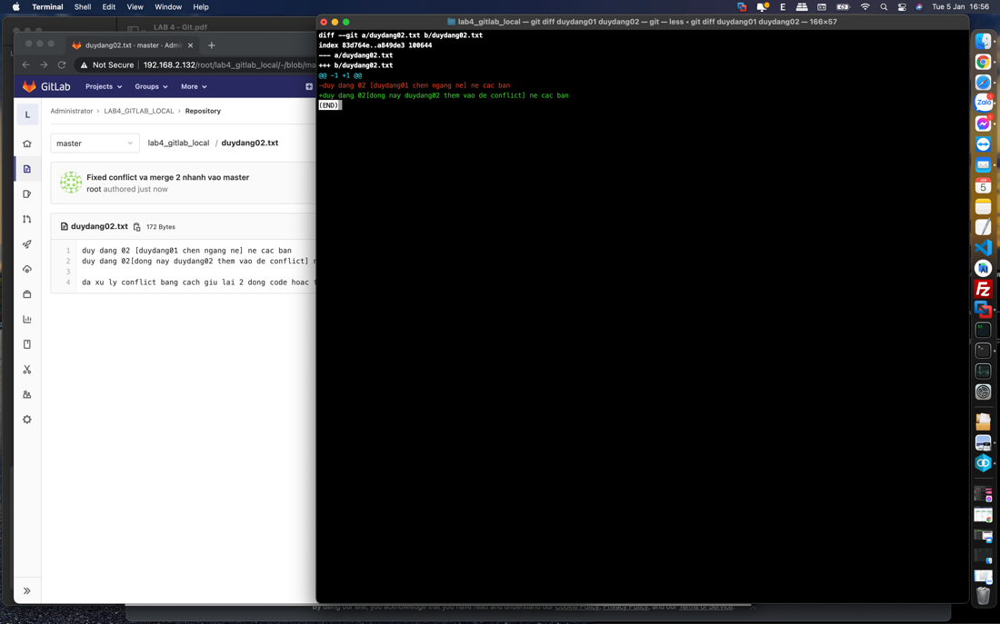 Terminal Shell Edit View Window Help
Tue 5 Jan 16:56
LAB 4 - Git.pdf
duydang02.txt · master · Admi
Not Secure 192.168.2.132/root/lab4_gitlab_local/-/blob/ma
GitLab Projects Groups More
L
Administrator > LAB4_GITLAB_LOCAL > Repository
master
lab4_gitlab_local / duydang02.txt
Fixed conflict va merge 2 nhanh vao master
root authored just now
duydang02.txt 172 Bytes
1 duy dang 02 [duydang01 chen ngang ne] ne cac ban
2 duy dang 02[dong nay duydang02 them vao de conflict] n
3
4 da xu ly conflict bang cach giu lai 2 dong code hoac
lab4_gitlab_local — git diff duydang01 duydang02 — git — less ◂ git diff duydang01 duydang02 — 166×57
diff --git a/duydang02.txt b/duydang02.txt
index 83d764e..a849de3 100644
--- a/duydang02.txt
+++ b/duydang02.txt
@@ -1 +1 @@
-duy dang 02 [duydang01 chen ngang ne] ne cac ban
+duy dang 02[dong nay duydang02 them vao de conflict] ne cac ban
(END)
By using our site, you acknowledge that you have read and understand our Cookie Policy, Privacy Policy, and our Terms of Service.
Zalo
JAN
5
Fz